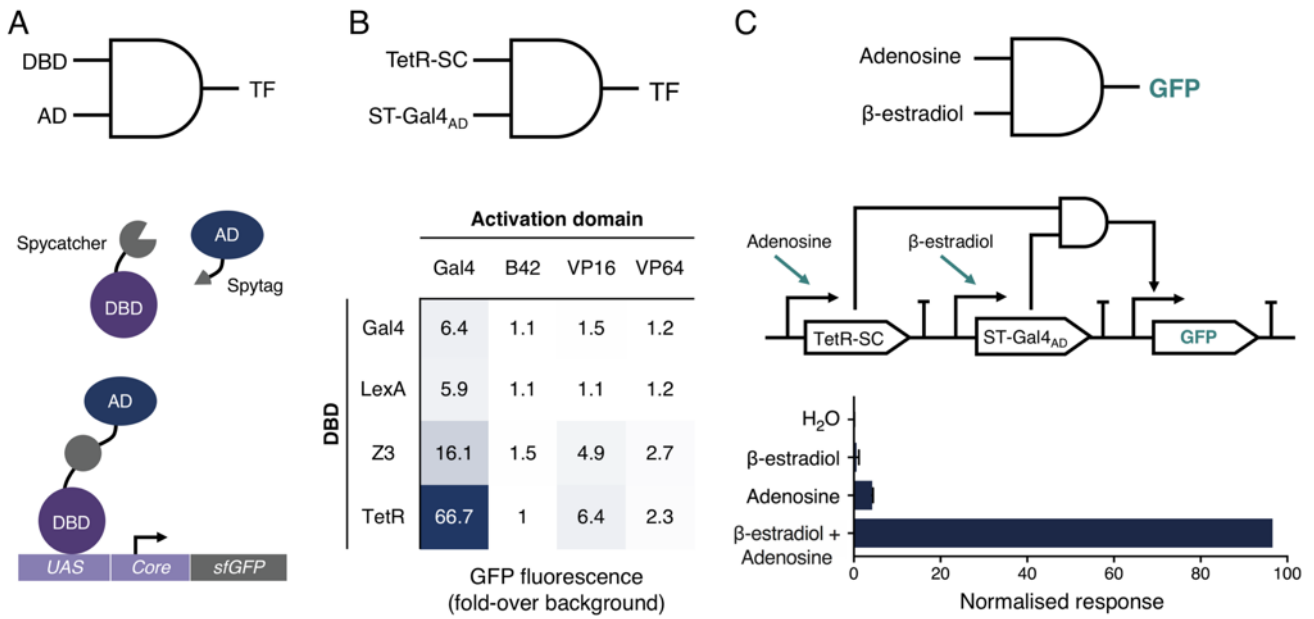 A
DBD
AD
TF
Spycatcher
AD
Spytag
DBD
AD
DBD
UAS Core sfGFP
B
TetR-SC
ST-Gal4AD
TF
Activation domain
Gal4 B42 VP16 VP64
DBD
Gal4 6.4 1.1 1.5 1.2
LexA 5.9 1.1 1.1 1.2
Z3 16.1 1.5 4.9 2.7
TetR 66.7 1 6.4 2.3
GFP fluorescence
(fold-over background)
C
Adenosine
β-estradiol
GFP
Adenosine
β-estradiol
TetR-SC ST-Gal4AD GFP
H2O
β-estradiol
Adenosine
β-estradiol +
Adenosine
0 20 40 60 80 100
Normalised response